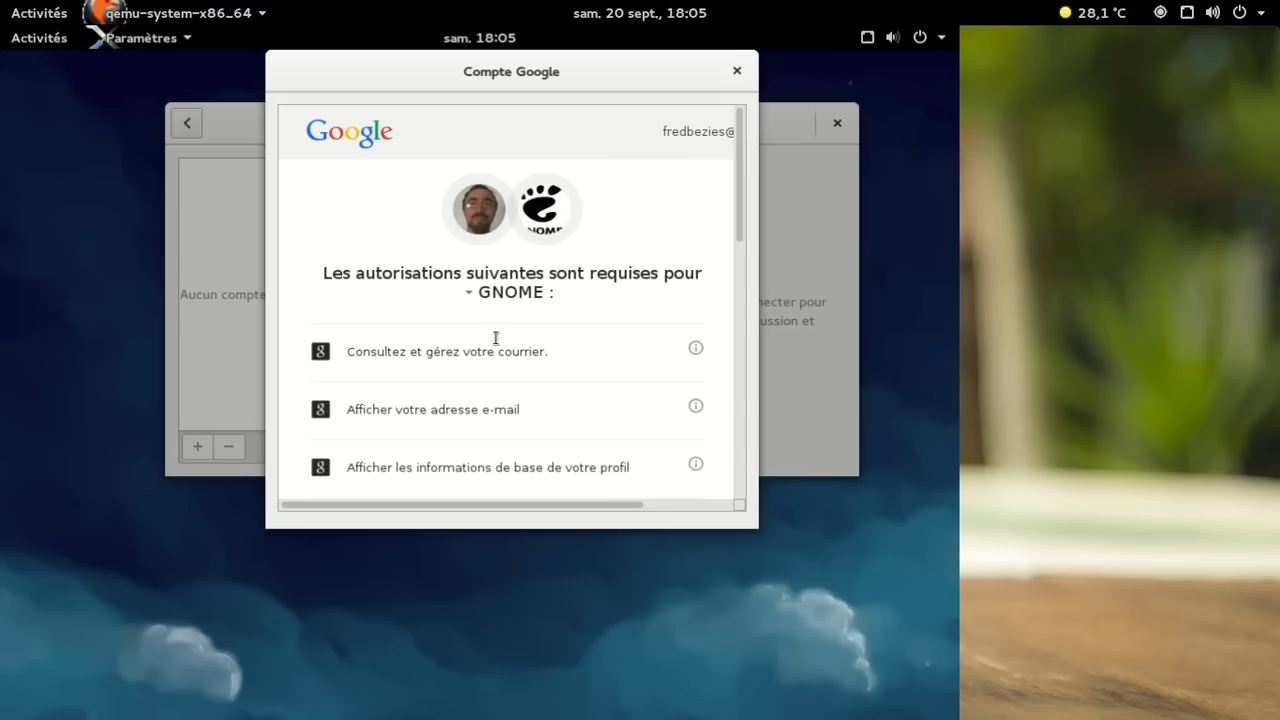 Activités qemu-system-x86_64 sam. 20 sept., 18:05 28,1 °C
Activités Paramètres sam. 18:05
Compte Google
Google fredbezies@
GNOME
Les autorisations suivantes sont requises pour
GNOME :
Aucun compte
necter pour
ussion et
Consultez et gérez votre courrier.
Afficher votre adresse e-mail
Afficher les informations de base de votre profil